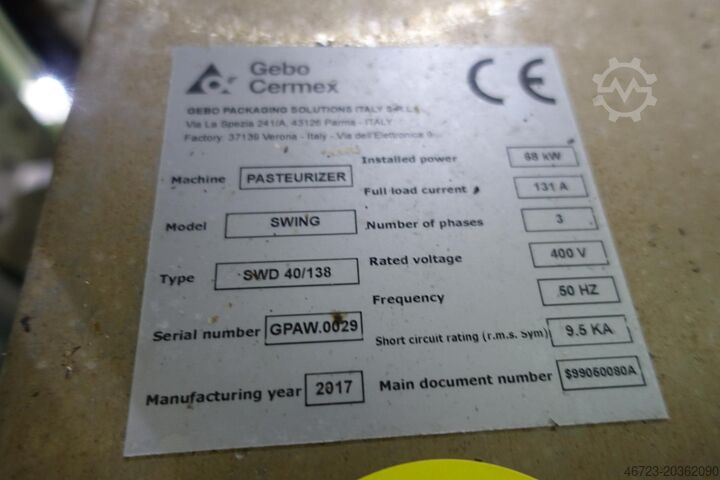 Gebo
Cermex
CE
GEBO PACKAGING SOLUTIONS ITALY S.r.l.
Via La Spezia 241/A, 43126 Parma - ITALY
Factory: 37139 Verona - Italy - Via dell'Elettronica
Machine PASTEURIZER
Model SWING
Type SWD 40/138
Serial number GPAW.0029
Manufacturing year 2017
Installed power 88 kW
Full load current 131 A
Number of phases 3
Rated voltage 400 V
Frequency 50 HZ
Short circuit rating (r.m.s. Sym) 9.5 KA
Main document number
46723-20362090